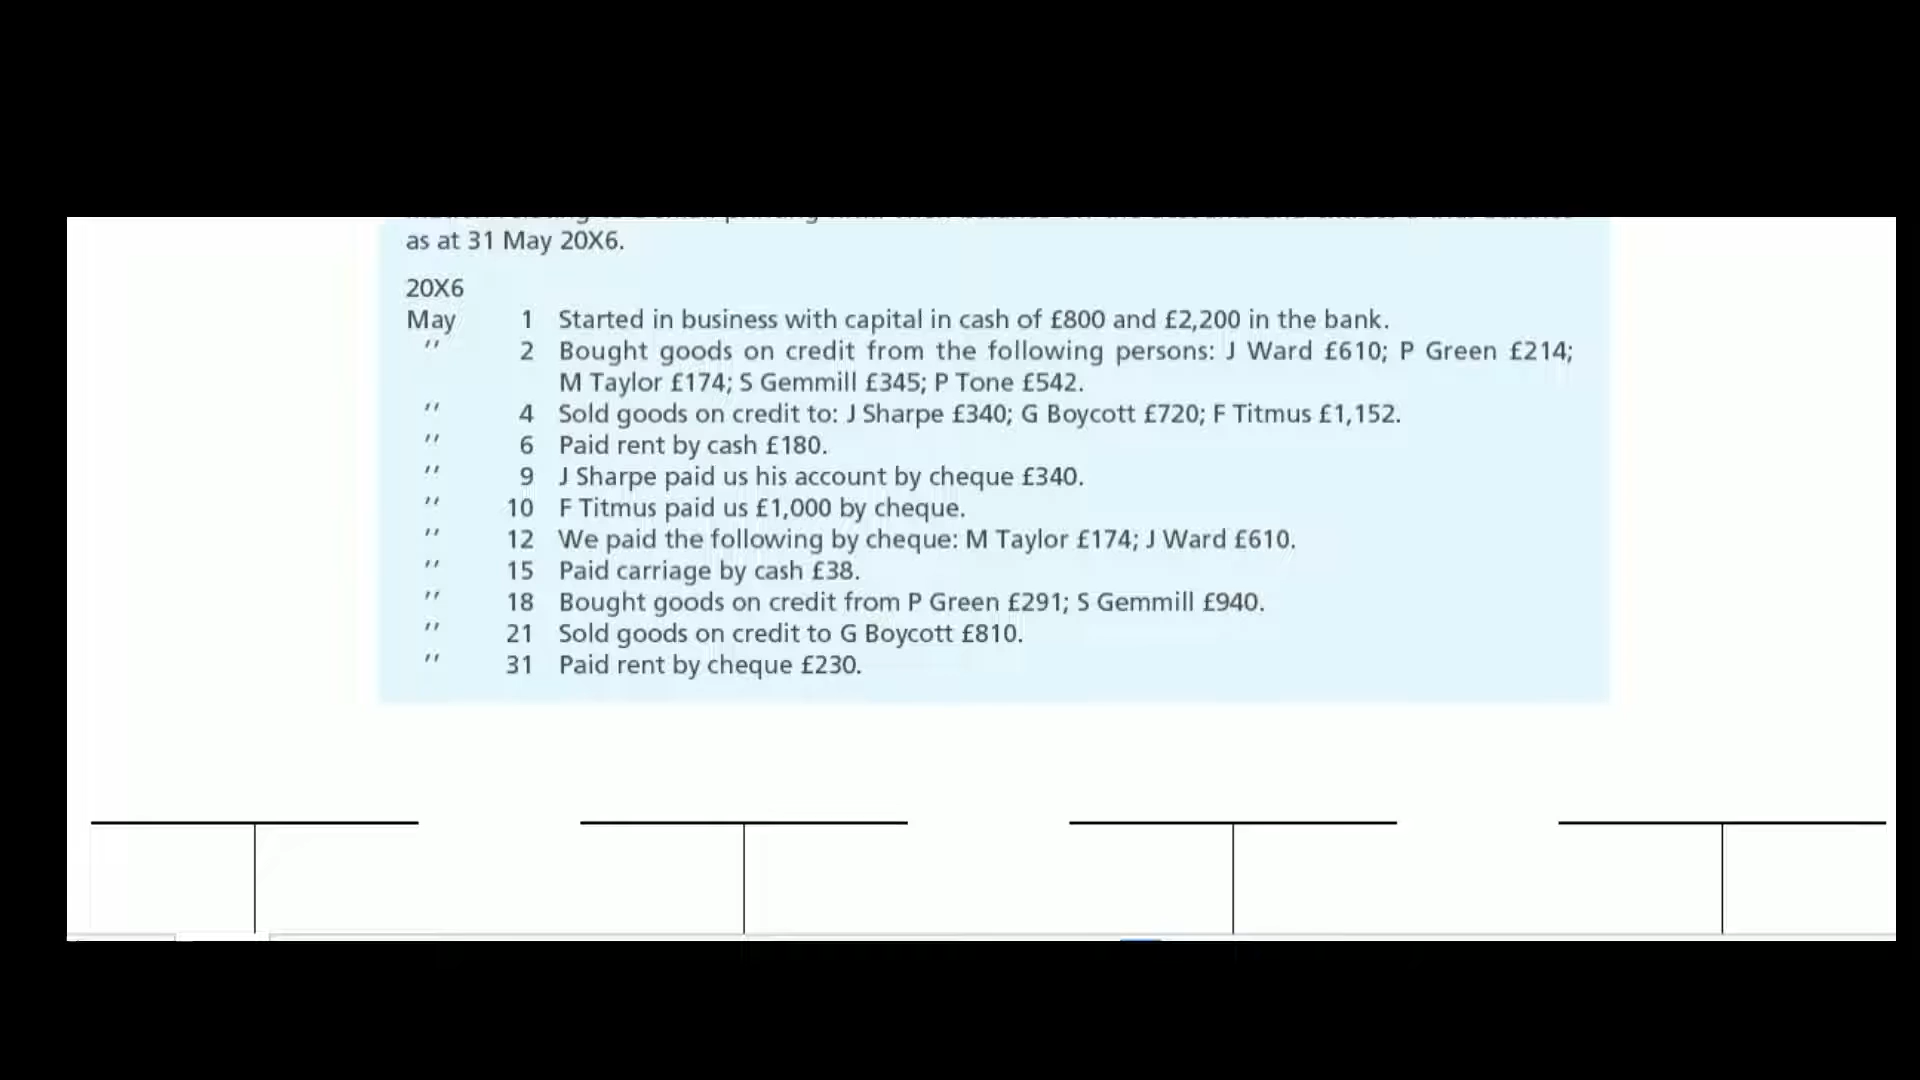 as at 31 May 20X6.
20X6
May 1 Started in business with capital in cash of £800 and £2,200 in the bank.
" 2 Bought goods on credit from the following persons: J Ward £610; P Green £214;
M Taylor £174; S Gemmill £345; P Tone £542.
" 4 Sold goods on credit to: J Sharpe £340; G Boycott £720; F Titmus £1,152.
" 6 Paid rent by cash £180.
" 9 J Sharpe paid us his account by cheque £340.
" 10 F Titmus paid us £1,000 by cheque.
" 12 We paid the following by cheque: M Taylor £174; J Ward £610.
" 15 Paid carriage by cash £38.
" 18 Bought goods on credit from P Green £291; S Gemmill £940.
" 21 Sold goods on credit to G Boycott £810.
" 31 Paid rent by cheque £230.